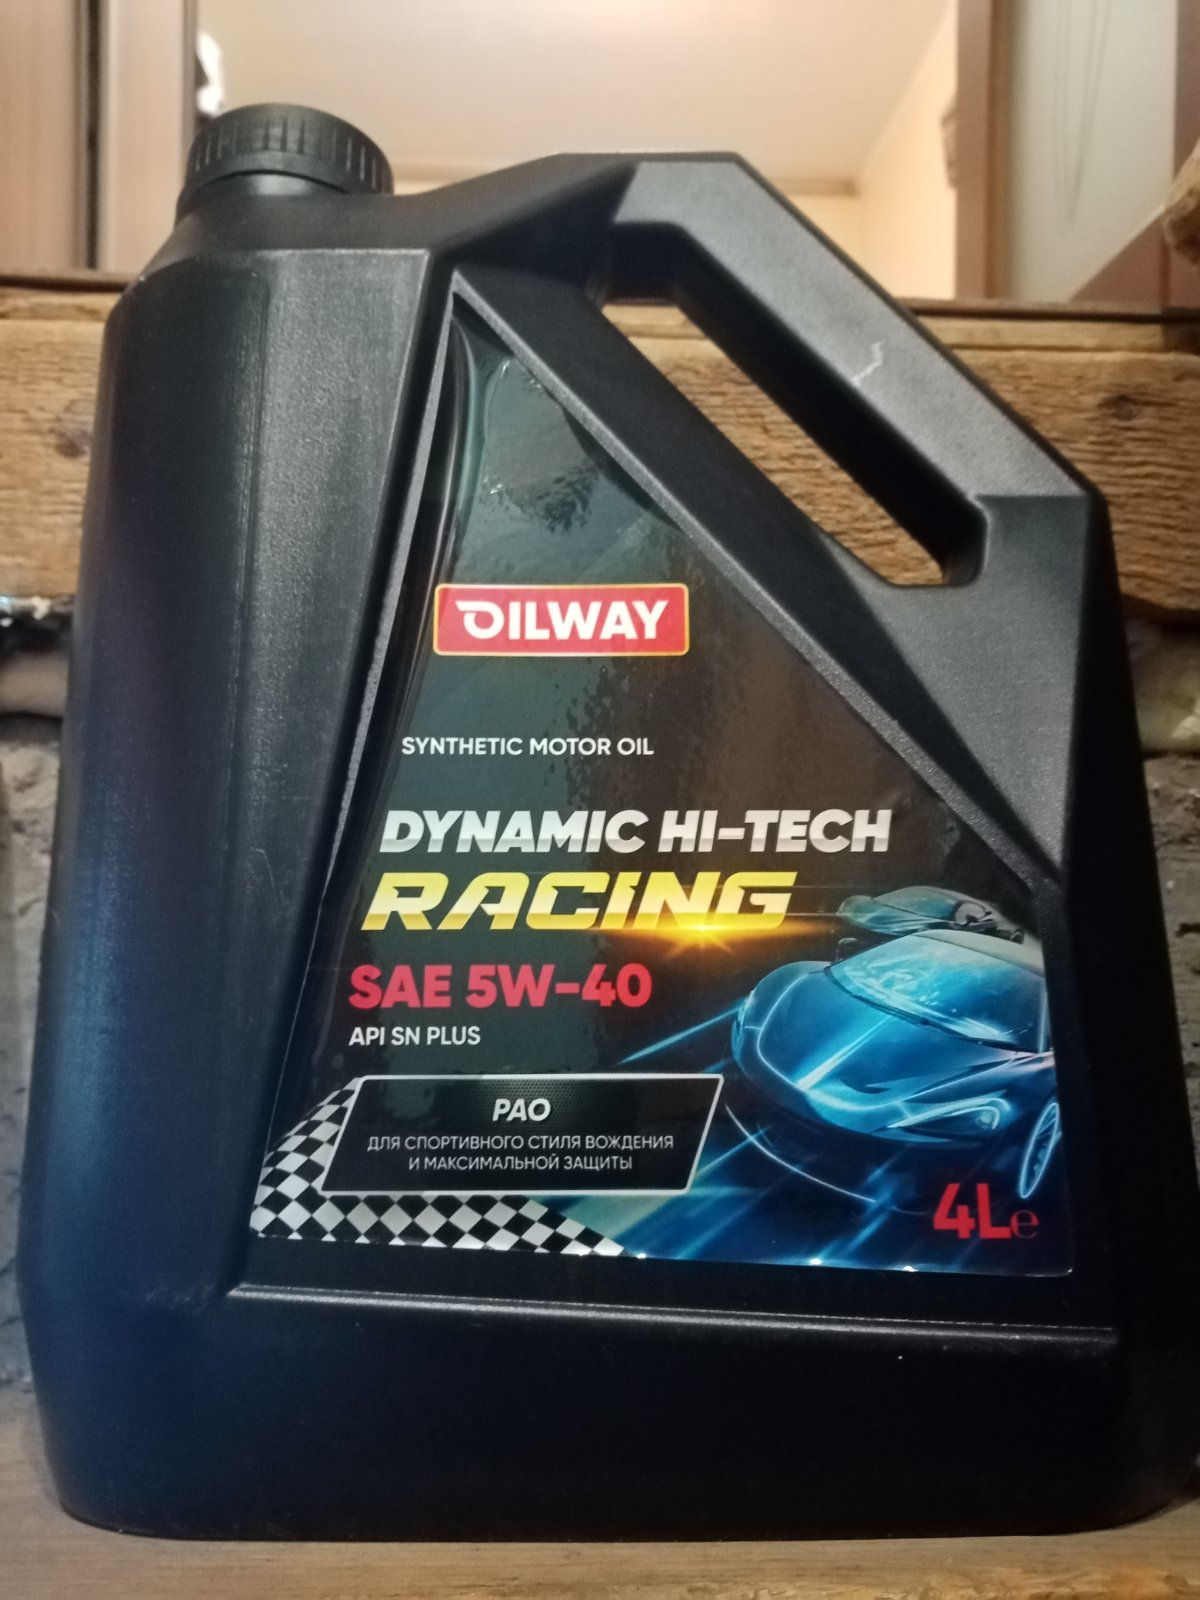 OILWAY
SYNTHETIC MOTOR OIL
DYNAMIC HI-TECH
RACING
SAE 5W-40
API SN PLUS
PAO
ДЛЯ СПОРТИВНОГО СТИЛЯ ВОЖДЕНИЯ
И МАКСИМАЛЬНОЙ ЗАЩИТЫ
4L℮